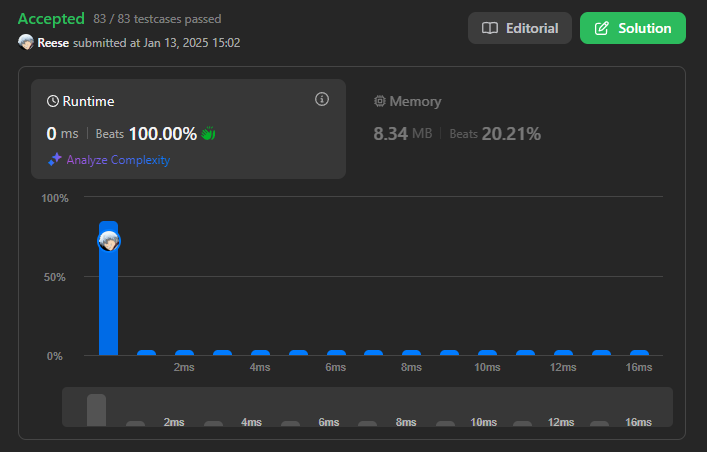 Accepted 83 / 83 testcases passed
Editorial
Solution
Reese submitted at Jan 13, 2025 15:02
Runtime
0 ms | Beats 100.00%
Analyze Complexity
Memory
8.34 MB | Beats 20.21%
100%
50%
0%
2ms 4ms 6ms 8ms 10ms 12ms 16ms
2ms 4ms 6ms 8ms 10ms 12ms 16ms